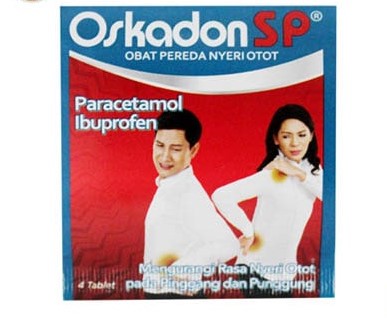 Oskadon SP®
OBAT PEREDA NYERI OTOT
Paracetamol
Ibuprofen
Mengurangi Rasa Nyeri Otot
4 Tablet
pada Pinggang dan Punggung